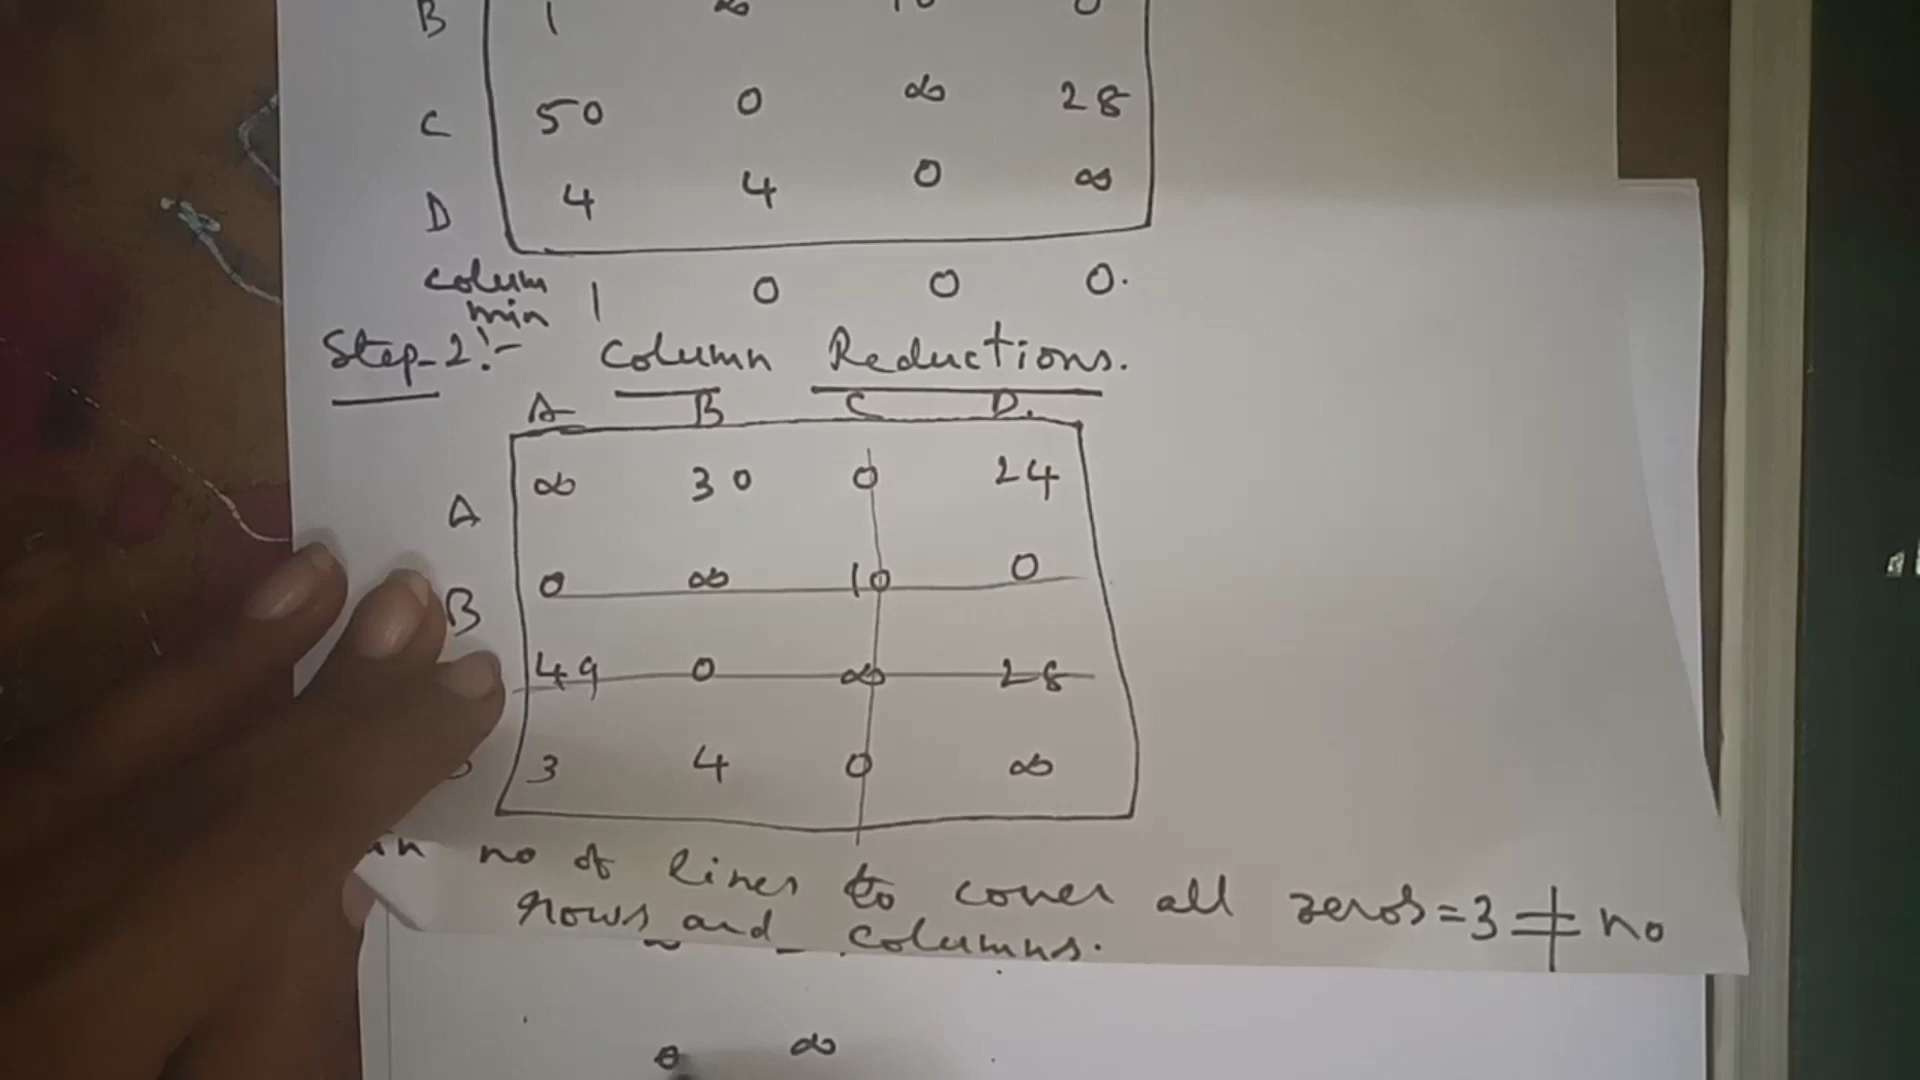 B 1 ∞ 10 0
C 50 0 ∞ 28
D 4 4 0 ∞
colum min 1 0 0 0.
Step-2:- Column Reductions.
A B C D.
A ∞ 30 0 24
B 0 ∞ 10 0
49 0 ∞ 28
3 4 0 ∞
no of lines to cover all zeros=3 ≠ no
rows and columns.
0 ∞